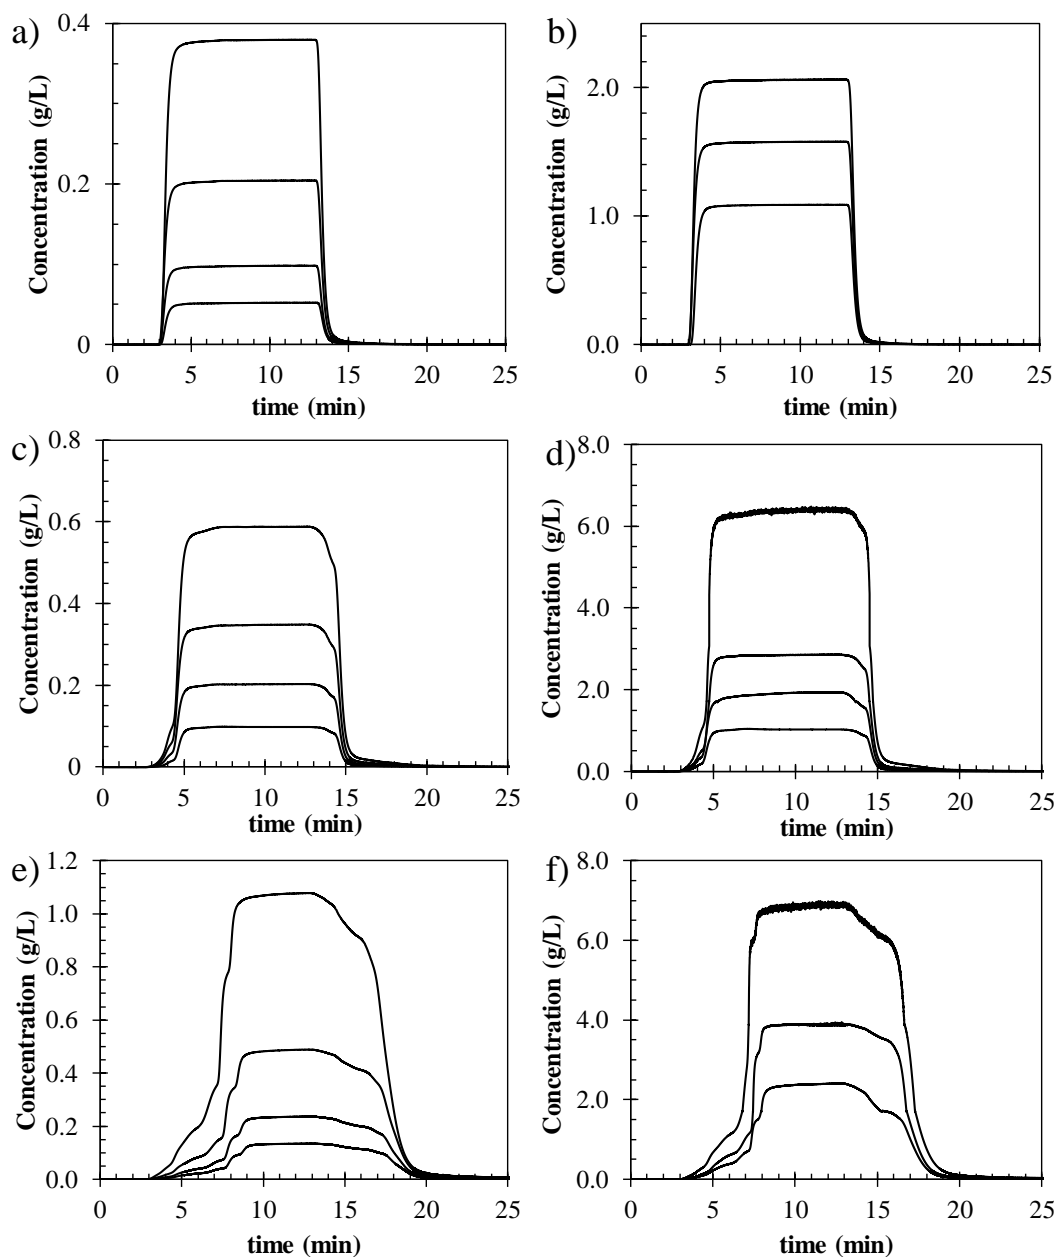 a)
0.4
0.2
0
Concentration (g/L)
0 5 10 15 20 25
time (min)
b)
2.0
1.0
0.0
Concentration (g/L)
0 5 10 15 20 25
time (min)
c)
0.8
0.6
0.4
0.2
0
Concentration (g/L)
0 5 10 15 20 25
time (min)
d)
8.0
6.0
4.0
2.0
0.0
Concentration (g/L)
0 5 10 15 20 25
time (min)
e)
1.2
1.0
0.8
0.6
0.4
0.2
0.0
Concentration (g/L)
0 5 10 15 20 25
time (min)
f)
8.0
6.0
4.0
2.0
0.0
Concentration (g/L)
0 5 10 15 20 25
time (min)